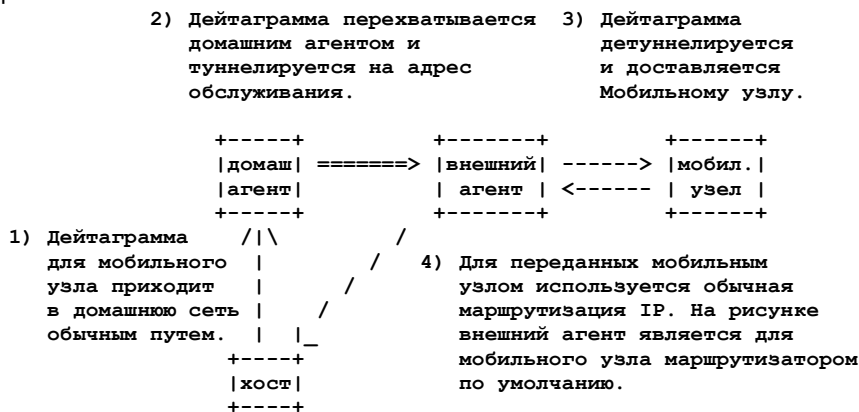 2) Дейтаграмма перехватывается 3) Дейтаграмма
домашним агентом и детуннелируется
туннелируется на адрес и доставляется
обслуживания. Мобильному узлу.
+-----+ +-------+ +------+
|домаш| =======> |внешний| ------> |мобил.|
|агент| | агент | <------ | узел |
+-----+ +-------+ +------+
1) Дейтаграмма /|\ /
для мобильного | / 4) Для переданных мобильным
узла приходит | / узлом используется обычная
в домашнюю сеть | / маршрутизация IP. На рисунке
обычным путем. | |_ внешний агент является для
+----+ мобильного узла маршрутизатором
|хост| по умолчанию.
+----+